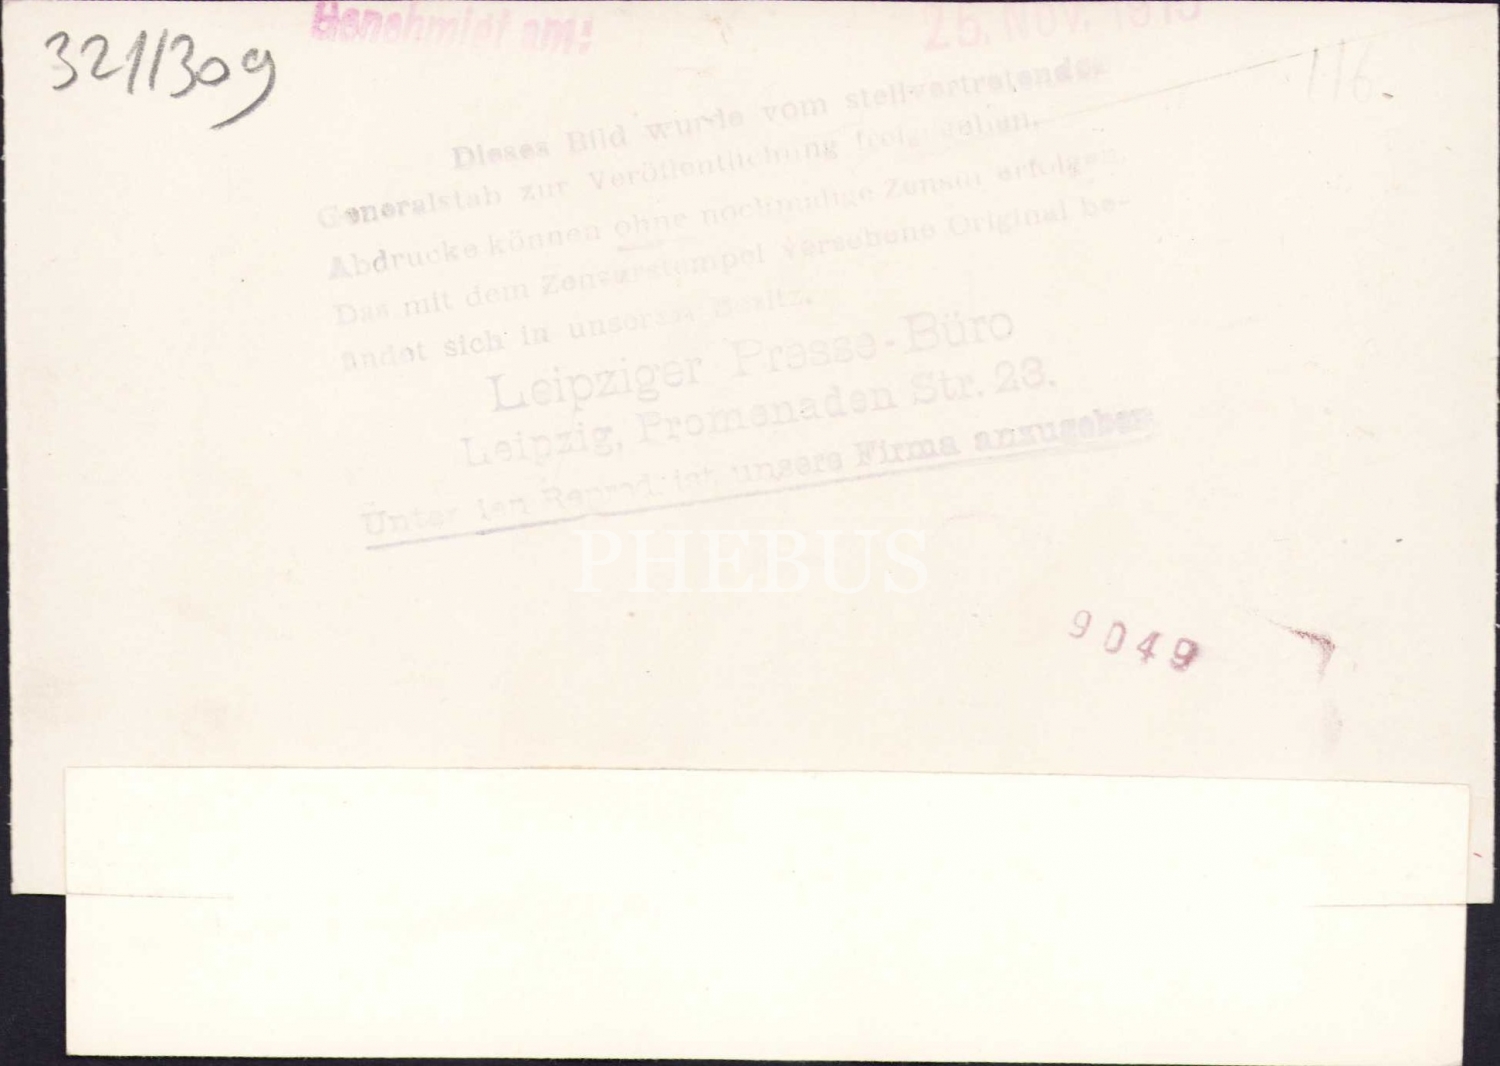 Genehmigt am:
25. Nov. 191
321/309
116.
Dieses Bild wurde vom stellvertretenden
Generalstab zur Veröffentlichung freigegeben.
Abdrucke können ohne nochmalige Zensur erfolgen.
Das mit dem Zensurstempel versehene Original be-
findet sich in unserem Besitz.
Leipziger Presse-Büro
Leipzig, Promenaden Str. 23.
Unter den Reprod. ist unsere Firma anzugeben
PHEBUS
9049